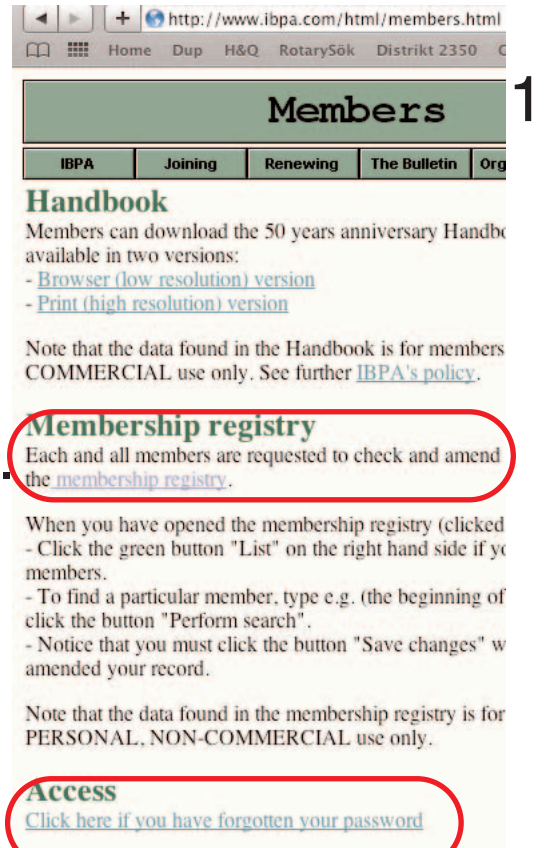 http://www.ibpa.com/html/members.html
Home Dup H&Q RotarySök Distrikt 2350
Members
1
IBPA Joining Renewing The Bulletin Org
Handbook
Members can download the 50 years anniversary Handbo
available in two versions:
- Browser (low resolution) version
- Print (high resolution) version
Note that the data found in the Handbook is for members
COMMERCIAL use only. See further IBPA's policy.
Membership registry
Each and all members are requested to check and amend
the membership registry.
When you have opened the membership registry (clicked
- Click the green button "List" on the right hand side if yo
members.
- To find a particular member, type e.g. (the beginning of
click the button "Perform search".
- Notice that you must click the button "Save changes" w
amended your record.
Note that the data found in the membership registry is for
PERSONAL, NON-COMMERCIAL use only.
Access
Click here if you have forgotten your password